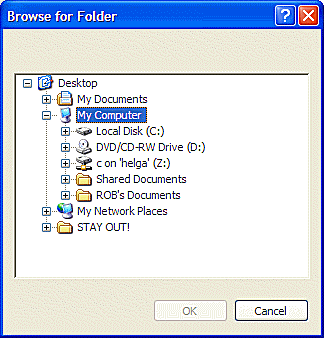 Browse for Folder
Desktop
My Documents
My Computer
Local Disk (C:)
DVD/CD-RW Drive (D:)
c on 'helga' (Z:)
Shared Documents
ROB's Documents
My Network Places
STAY OUT!
OK
Cancel